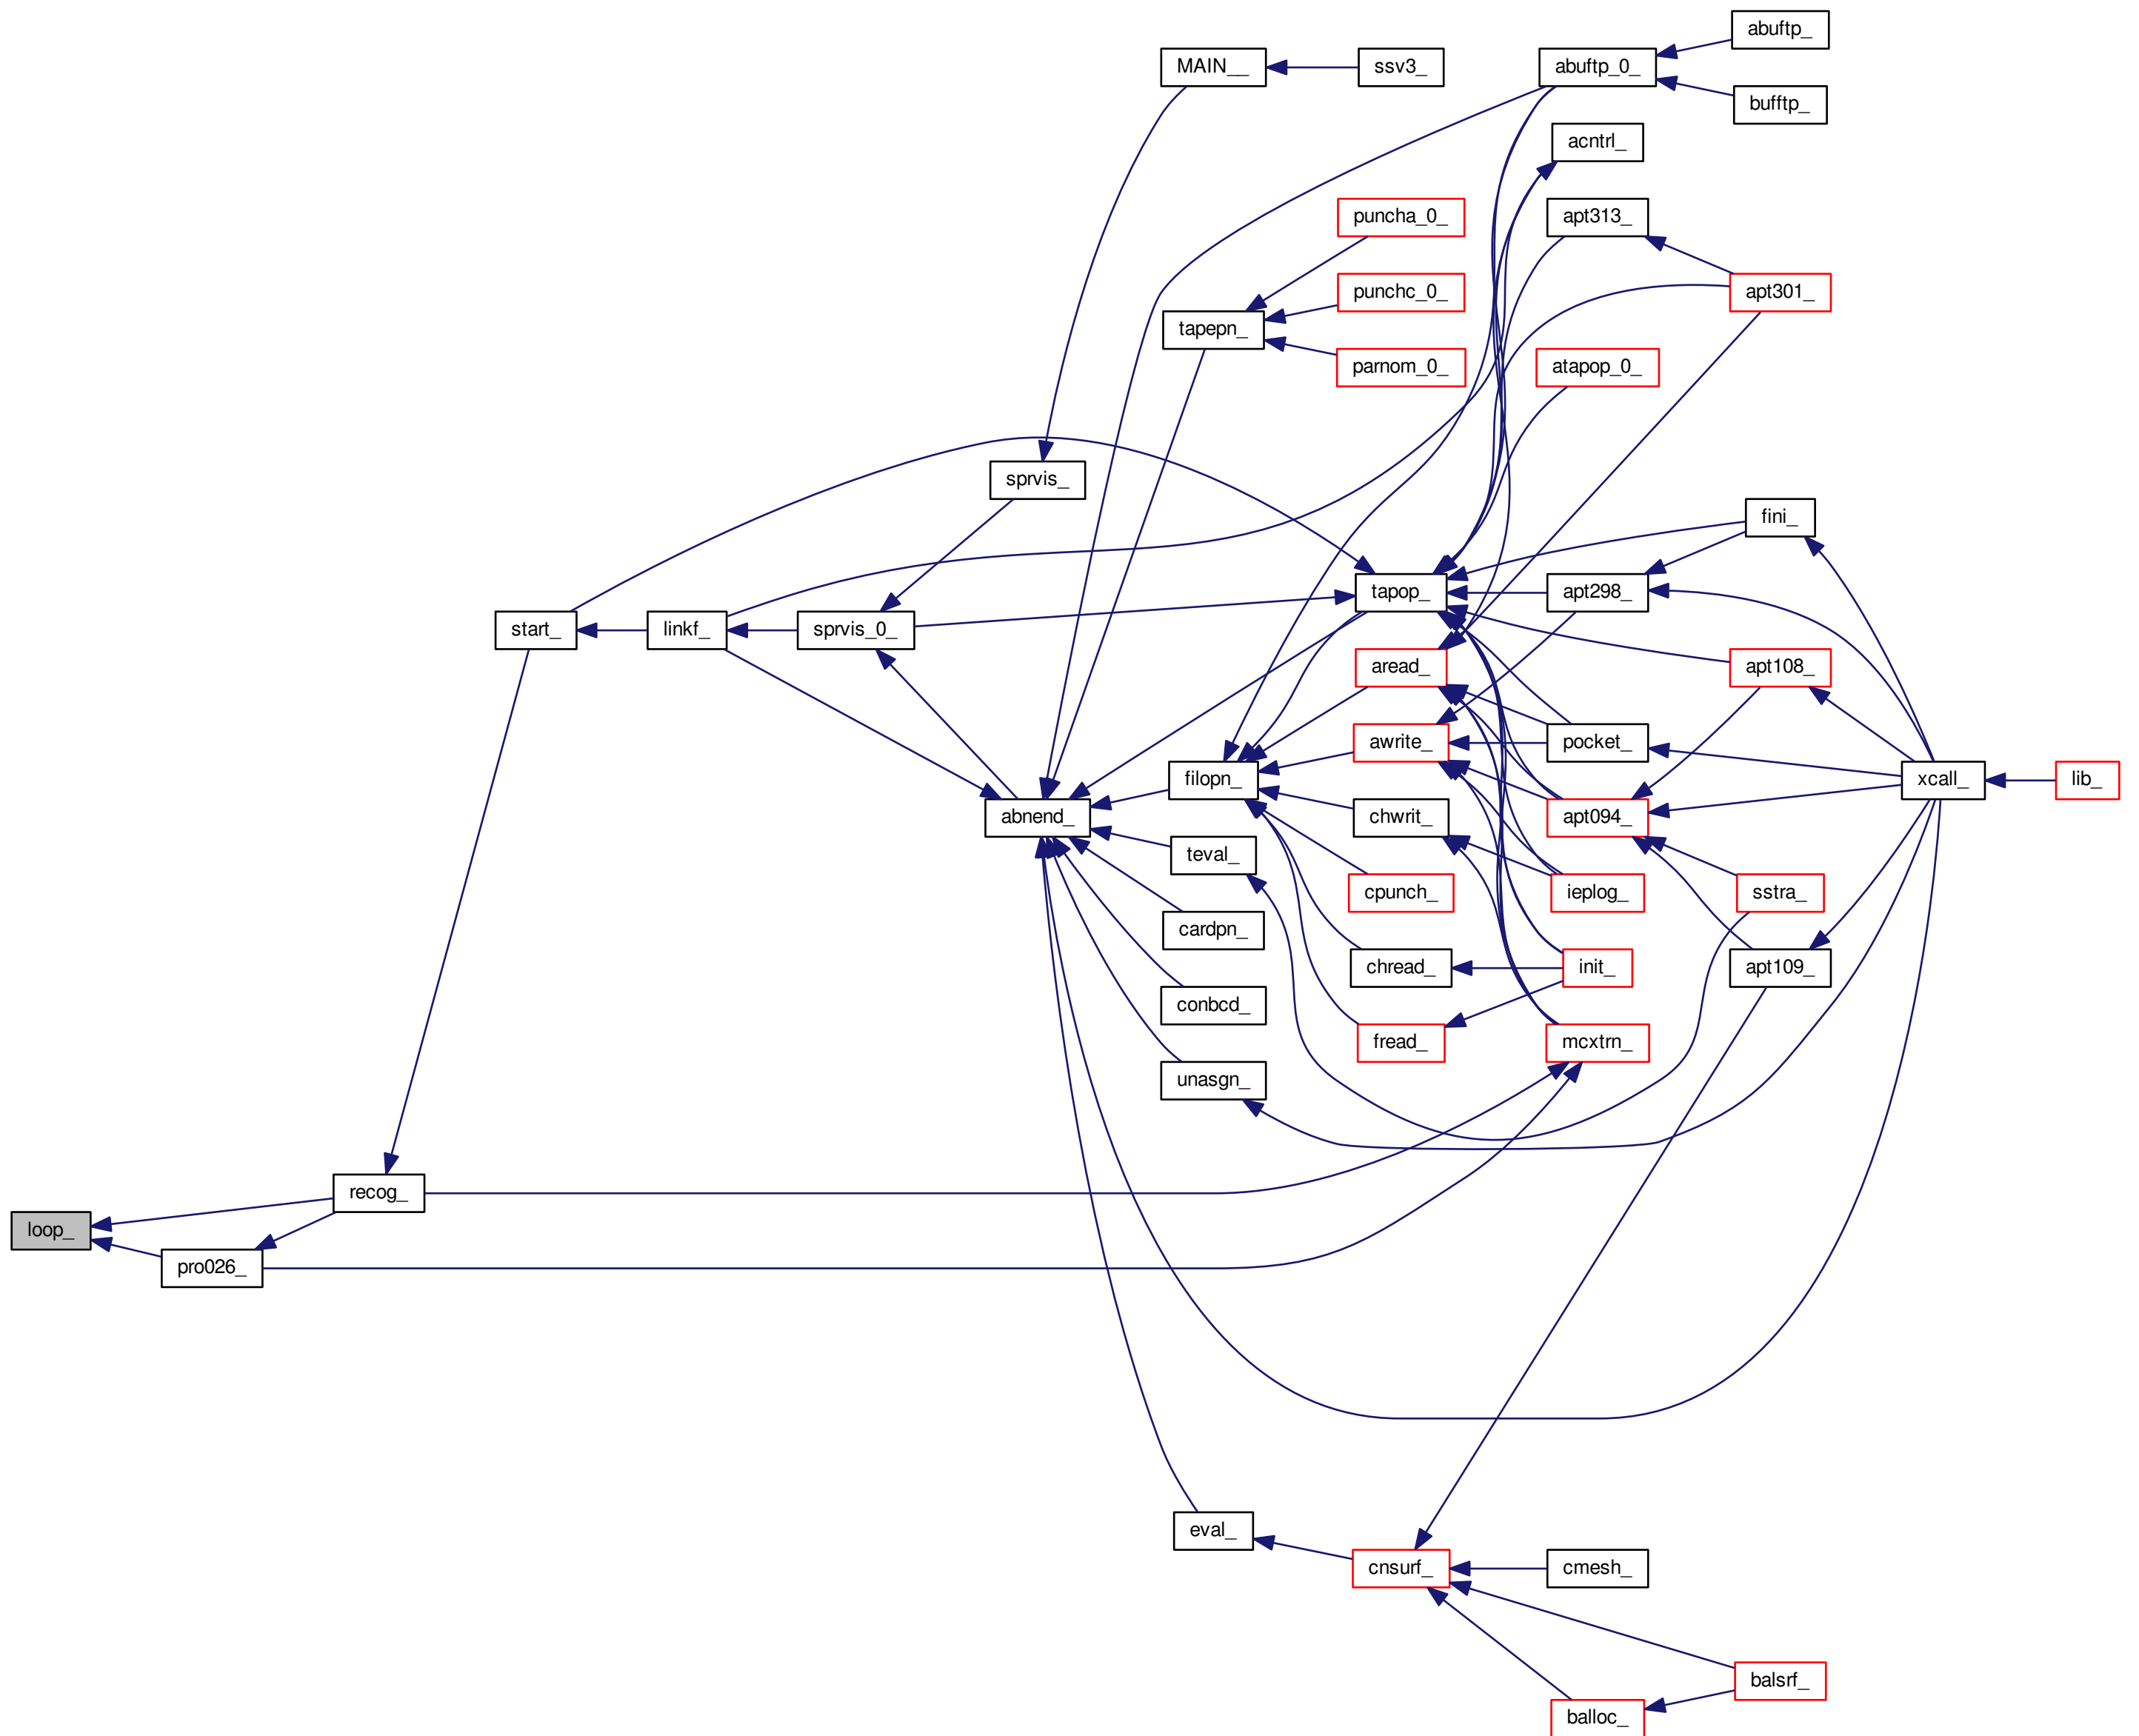 abuftp_
MAIN__
ssv3_
abuftp_0_
bufftp_
acntrl_
puncha_0_
apt313_
punchc_0_
apt301_
tapepn_
parnom_0_
atapop_0_
sprvis_
fini_
tapop_
apt298_
start_
linkf_
sprvis_0_
aread_
apt108_
awrite_
pocket_
filopn_
xcall_
lib_
abnend_
chwrit_
apt094_
teval_
cpunch_
ieplog_
sstra_
cardpn_
chread_
init_
apt109_
conbcd_
fread_
mcxtrn_
unasgn_
recog_
loop_
pro026_
eval_
cnsurf_
cmesh_
balsrf_
balloc_